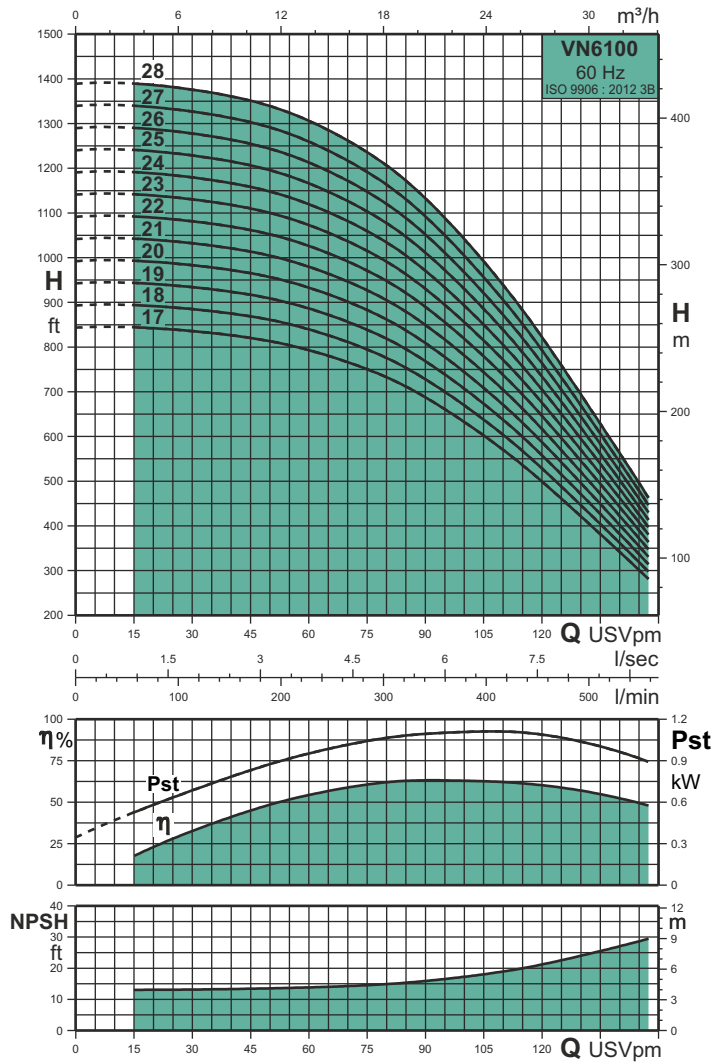 0 6 12 18 24 30 m³/h
VN6100
60 Hz
ISO 9906 : 2012 3B
1500
1400
1300
1200
1100
1000
900
800
700
600
500
400
300
200
H
ft
28
27
26
25
24
23
22
21
20
19
18
17
400
300
200
100
H
m
0 15 30 45 60 75 90 105 120 Q USVpm
0 1.5 3 4.5 6 7.5 l/sec
0 100 200 300 400 500 l/min
100
75
50
25
0
η%
Pst
η
1.2
0.9
0.6
0.3
0
Pst
kW
40
30
20
10
0
NPSH
ft
12
8
4
0
m
0 15 30 45 60 75 90 105 120 Q USVpm